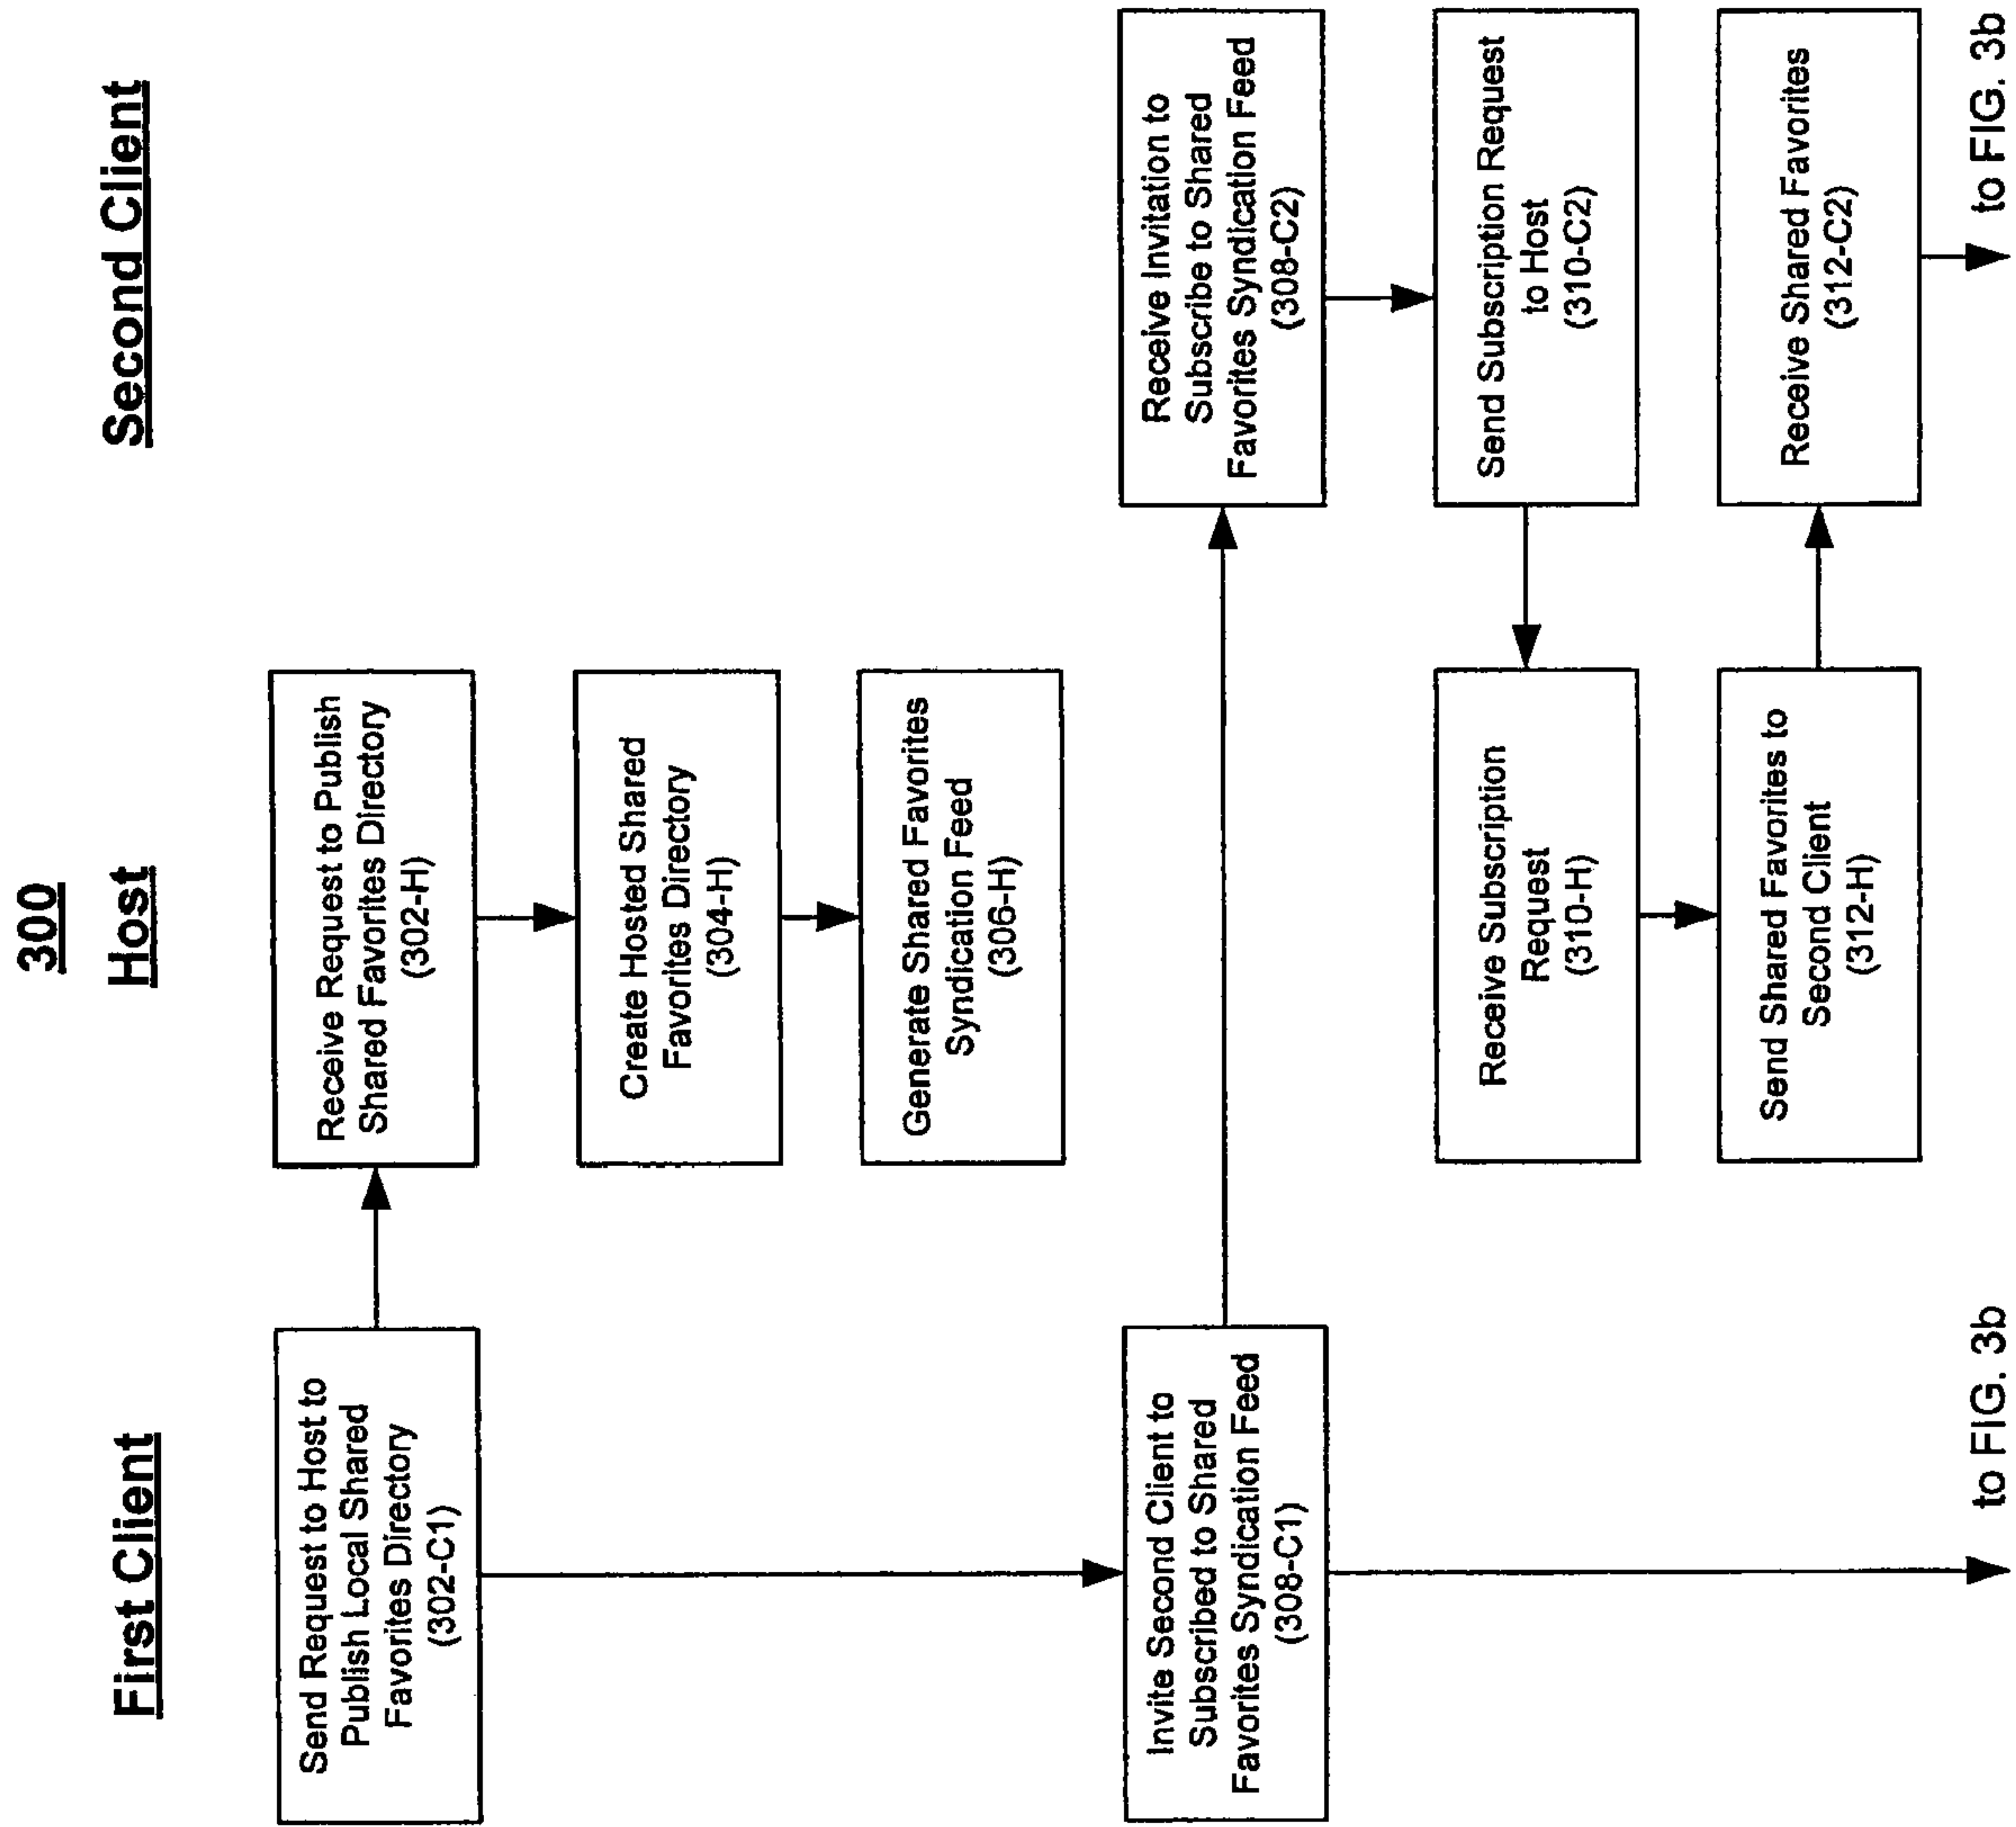 300
First Client
Host
Second Client
Send Request to Host to
Publish Local Shared
Favorites Directory
(302-C1)
Receive Request to Publish
Shared Favorites Directory
(302-H)
Create Hosted Shared
Favorites Directory
(304-H)
Generate Shared Favorites
Syndication Feed
(306-H)
Invite Second Client to
Subscribed to Shared
Favorites Syndication Feed
(308-C1)
Receive Invitation to
Subscribe to Shared
Favorites Syndication Feed
(308-C2)
Send Subscription Request
to Host
(310-C2)
Receive Subscription
Request
(310-H)
Send Shared Favorites to
Second Client
(312-H)
Receive Shared Favorites
(312-C2)
to FIG. 3b
to FIG. 3b